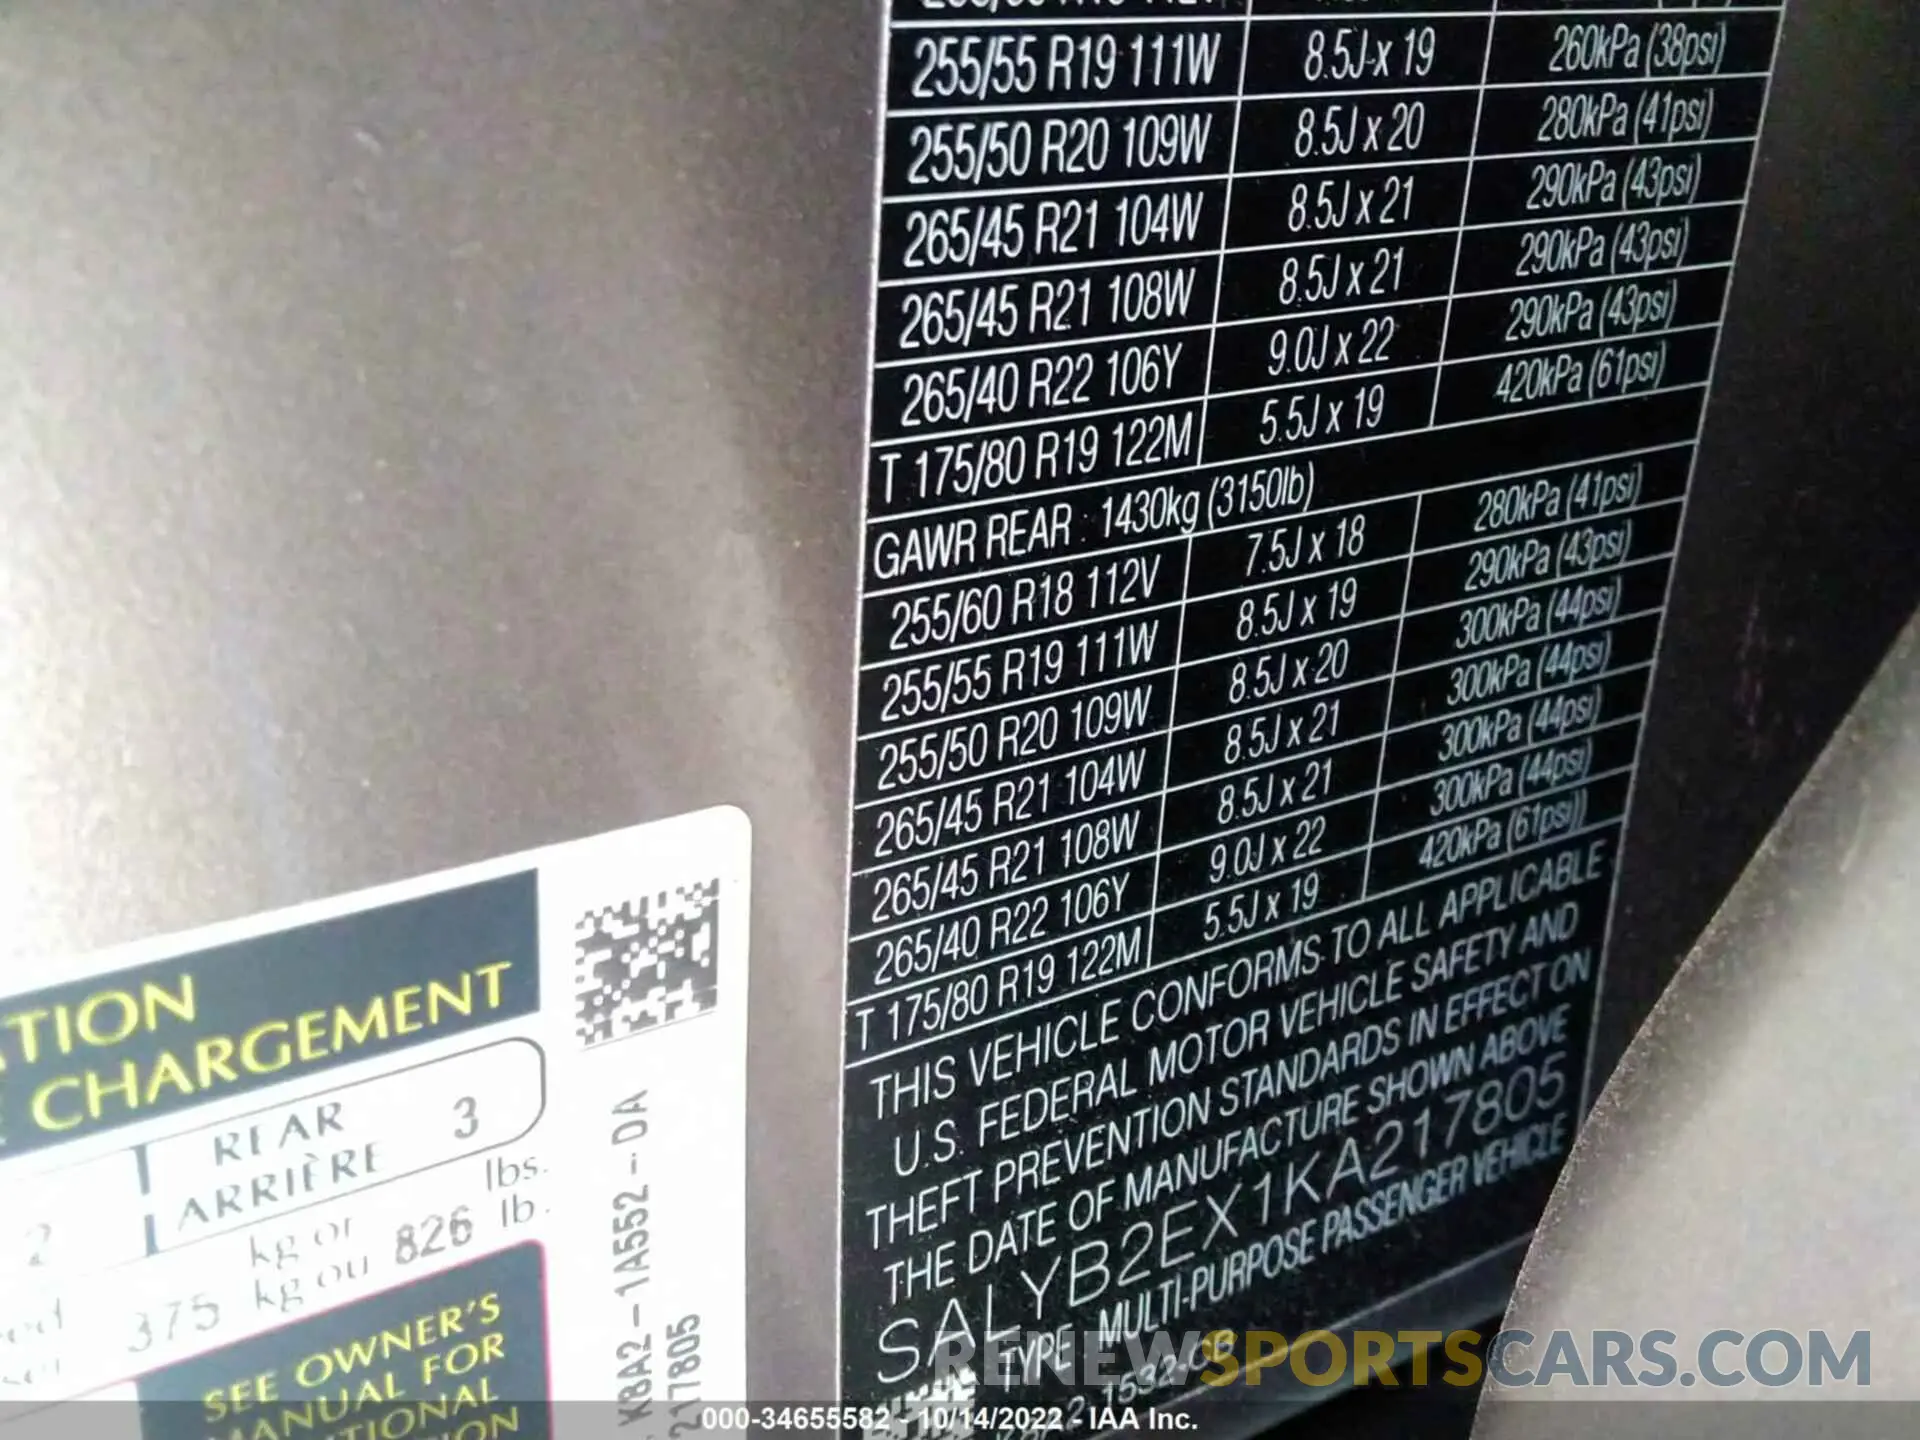 255/55 R19 111W 8.5J x 19 260kPa (38psi)
255/50 R20 109W 8.5J x 20 280kPa (41psi)
265/45 R21 104W 8.5J x 21 290kPa (43psi)
265/45 R21 108W 8.5J x 21 290kPa (43psi)
265/40 R22 106Y 9.0J x 22 290kPa (43psi)
T 175/80 R19 122M 5.5J x 19 420kPa (61psi)
GAWR REAR : 1430kg (3150lb)
255/60 R18 112V 7.5J x 18 280kPa (41psi)
255/55 R19 111W 8.5J x 19 290kPa (43psi)
255/50 R20 109W 8.5J x 20 300kPa (44psi)
265/45 R21 104W 8.5J x 21 300kPa (44psi)
265/45 R21 108W 8.5J x 21 300kPa (44psi)
265/40 R22 106Y 9.0J x 22 300kPa (44psi)
T 175/80 R19 122M 5.5J x 19 420kPa (61psi))
THIS VEHICLE CONFORMS TO ALL APPLICABLE
U.S. FEDERAL MOTOR VEHICLE SAFETY AND
THEFT PREVENTION STANDARDS IN EFFECT ON
THE DATE OF MANUFACTURE SHOWN ABOVE
SALYB2EX1KA217805
TYPE : MULTI-PURPOSE PASSENGER VEHICLE
ATION
CHARGEMENT
2 REAR 3
ARRIÈRE
kg or lbs.
375 kg ou 826 lb.
SEE OWNER'S
MANUAL FOR
K8A2-1A552-DA
217805
RENEWSPORTSCARS.COM
000-34655582 - 10/14/2022 - IAA Inc.